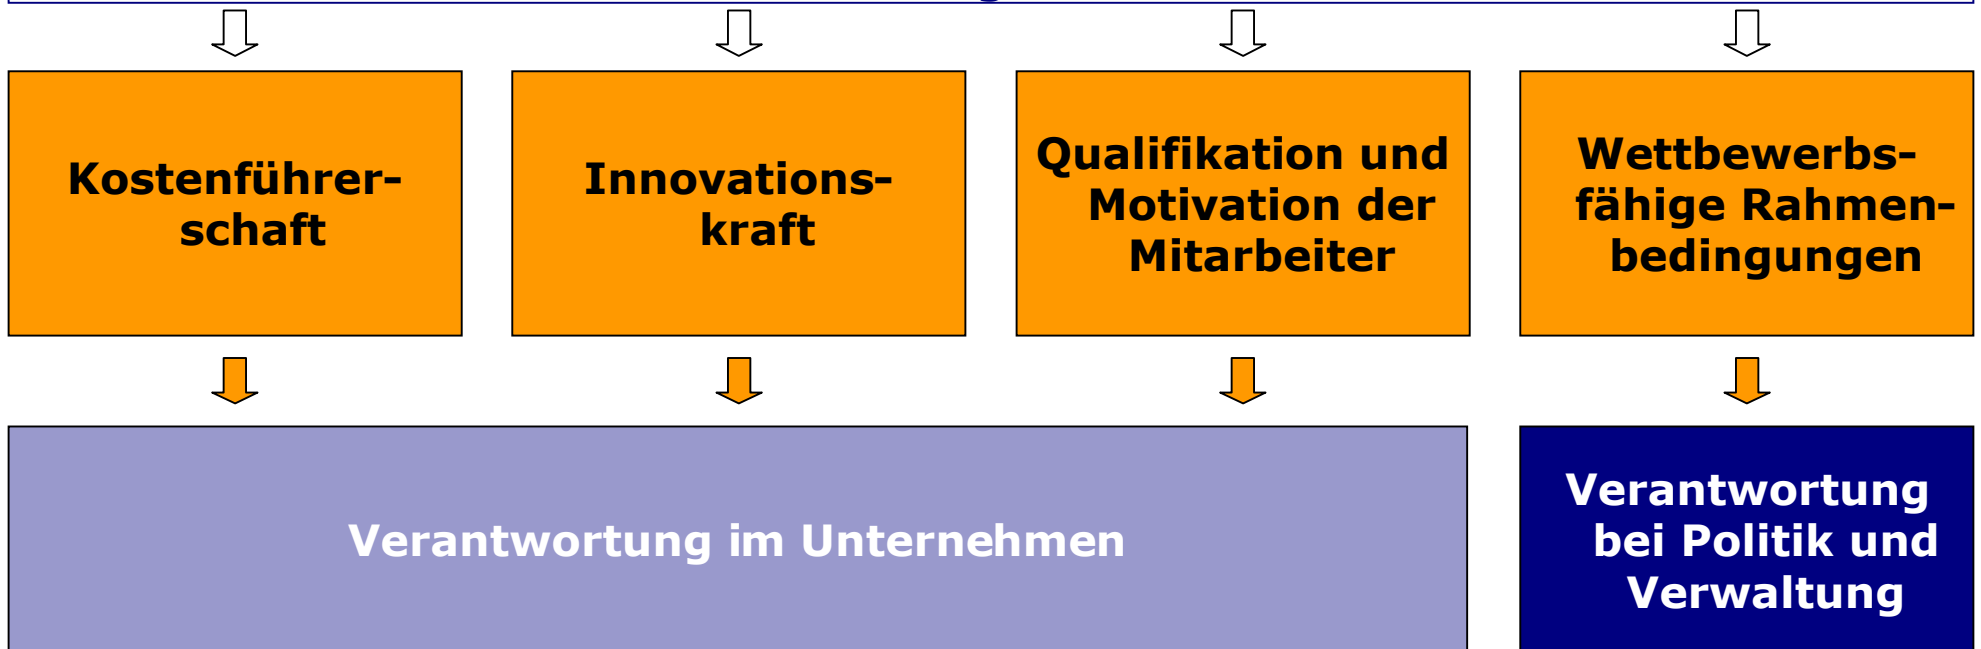 Kostenführer-
schaft
Innovations-
kraft
Qualifikation und
Motivation der
Mitarbeiter
Wettbewerbs-
fähige Rahmen-
bedingungen
Verantwortung im Unternehmen
Verantwortung
bei Politik und
Verwaltung